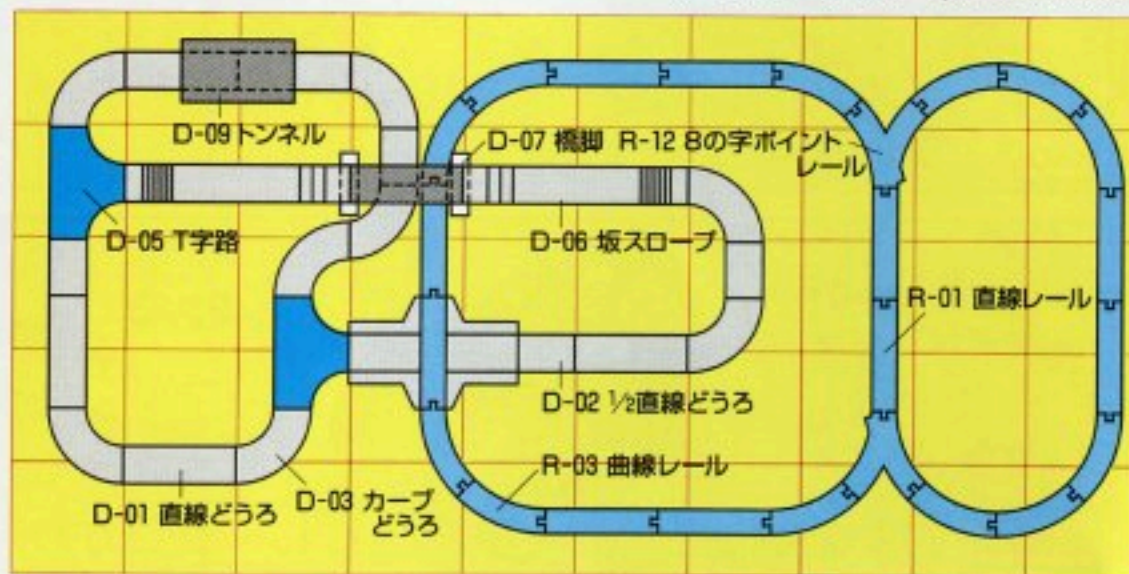 D-09 トンネル
D-07 橋脚
R-12 8の字ポイント
レール
D-05 T字路
D-06 坂スロープ
R-01 直線レール
D-02 ½直線どうろ
R-03 曲線レール
D-01 直線どうろ
D-03 カーブ
どうろ